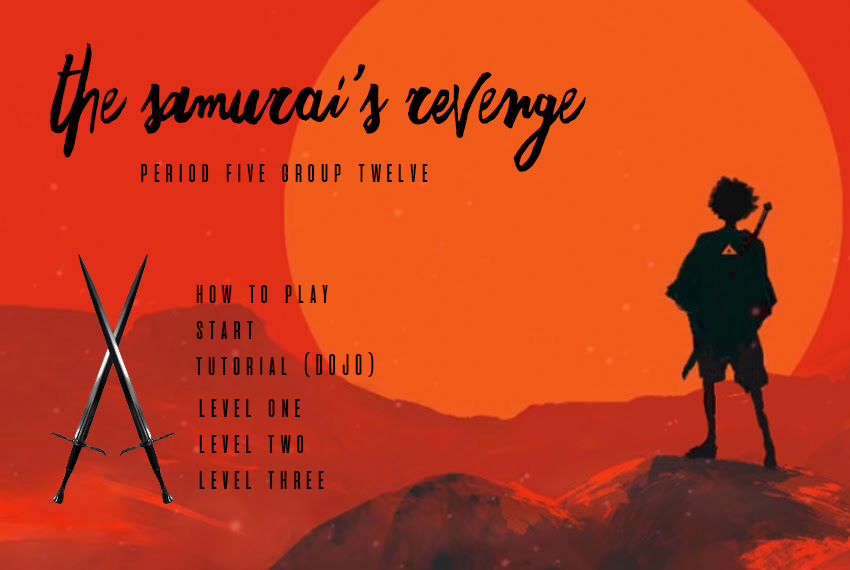 the samurai's revenge
PERIOD FIVE GROUP TWELVE
HOW TO PLAY
START
TUTORIAL (DOJO)
LEVEL ONE
LEVEL TWO
LEVEL THREE